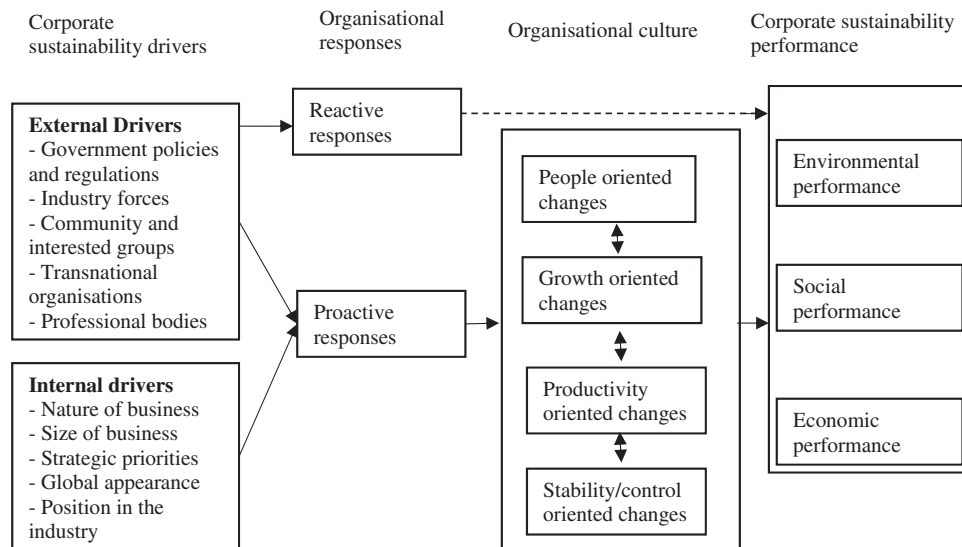 Corporate
sustainability drivers
Organisational
responses
Organisational culture
Corporate sustainability
performance
External Drivers
- Government policies
and regulations
- Industry forces
- Community and
interested groups
- Transnational
organisations
- Professional bodies
Internal drivers
- Nature of business
- Size of business
- Strategic priorities
- Global appearance
- Position in the
industry
Reactive
responses
Proactive
responses
People oriented
changes
Growth oriented
changes
Productivity
oriented changes
Stability/control
oriented changes
Environmental
performance
Social
performance
Economic
performance